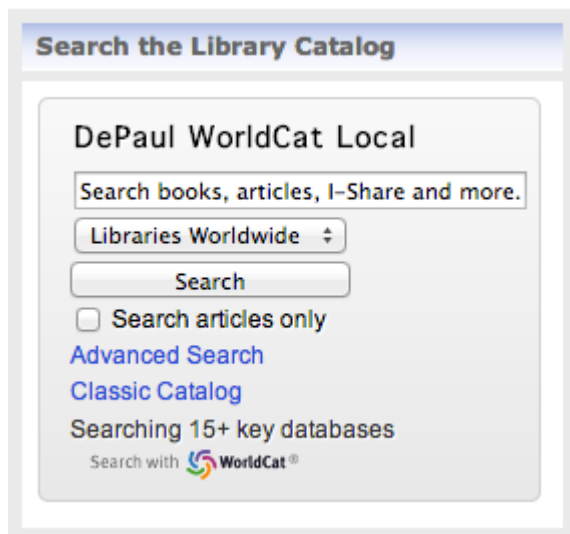 Search the Library Catalog
DePaul WorldCat Local
Search books, articles, I-Share and more.
Libraries Worldwide
Search
Search articles only
Advanced Search
Classic Catalog
Searching 15+ key databases
Search with WorldCat®